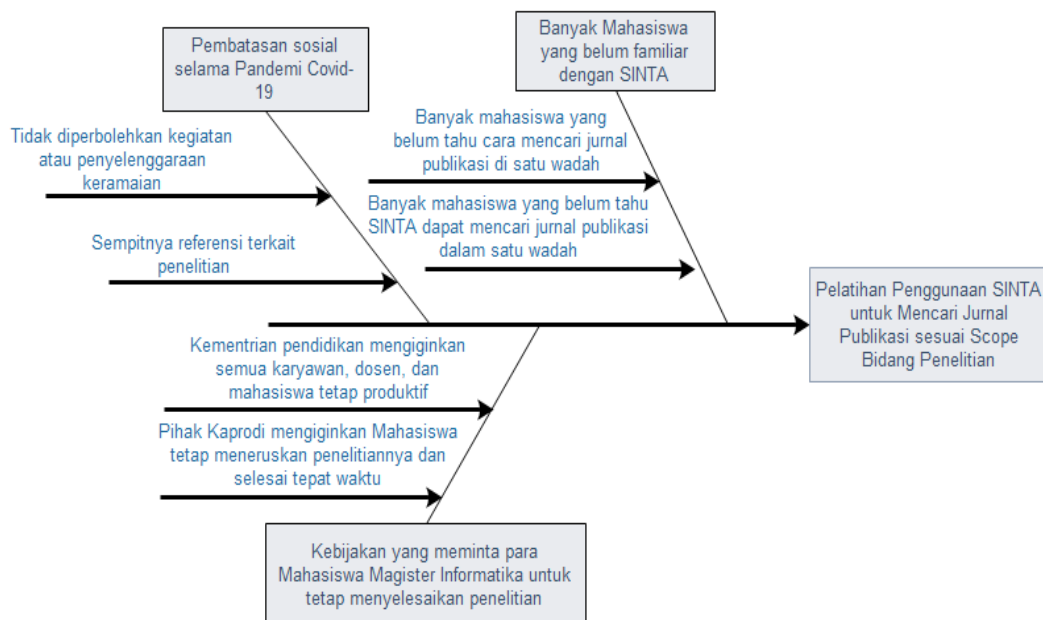 Pembatasan sosial
selama Pandemi Covid-
19
Banyak Mahasiswa
yang belum familiar
dengan SINTA
Tidak diperbolehkan kegiatan
atau penyelenggaraan
keramaian
Sempitnya referensi terkait
penelitian
Banyak mahasiswa yang
belum tahu cara mencari jurnal
publikasi di satu wadah
Banyak mahasiswa yang belum tahu
SINTA dapat mencari jurnal publikasi
dalam satu wadah
Pelatihan Penggunaan SINTA
untuk Mencari Jurnal
Publikasi sesuai Scope
Bidang Penelitian
Kementrian pendidikan mengiginkan
semua karyawan, dosen, dan
mahasiswa tetap produktif
Pihak Kaprodi mengiginkan Mahasiswa
tetap meneruskan penelitiannya dan
selesai tepat waktu
Kebijakan yang meminta para
Mahasiswa Magister Informatika untuk
tetap menyelesaikan penelitian